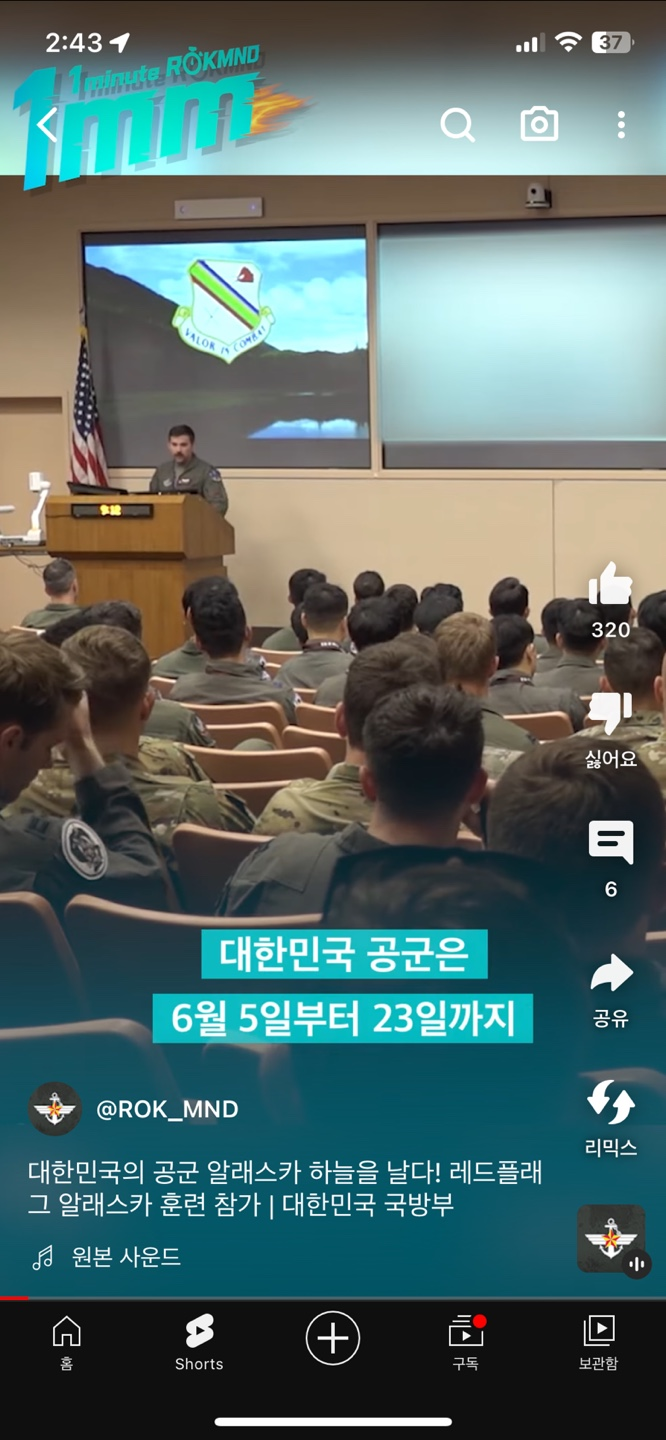 2:43
37
1minute ROKMND
1mm
VALOR IN COMBAT
9:12
320
싫어요
6
대한민국 공군은
6월 5일부터 23일까지
공유
@ROK_MND
리믹스
대한민국의 공군 알래스카 하늘을 날다! 레드플래
그 알래스카 훈련 참가 | 대한민국 국방부
원본 사운드
홈
Shorts
구독
보관함